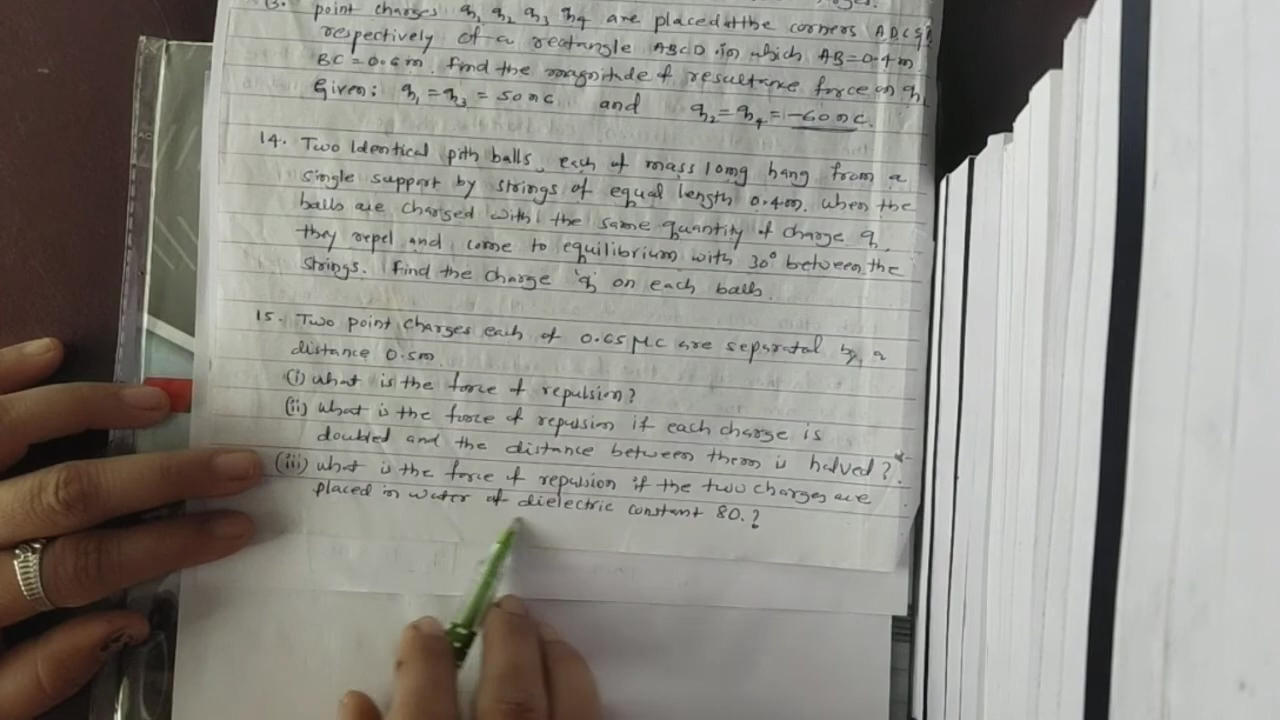 13. point charges q1 q2 q3 q4 are placed at the corners A B C &
respectively of a rectangle ABCD in which AB = 0.4 m
BC = 0.6 m. find the magnitude of resultance force on q1
Given: q1 = q3 = 50 nc and q2 = q4 = -60 nc.
14. Two Identical pith balls, each of mass 10mg hang from a
single support by strings of equal length 0.4m. When the
balls are charged with the same quantity of charge q.
they repel and come to equilibrium with 30° between the
strings. Find the charge 'q' on each balls.
15. Two point charges each of 0.65 μc are separated by a
distance 0.5m
(i) what is the force of repulsion?
(ii) what is the force of repulsion if each charge is
doubled and the distance between them is halved?
(iii) what is the force of repulsion if the two charges are
placed in water of dielectric constant 80.?